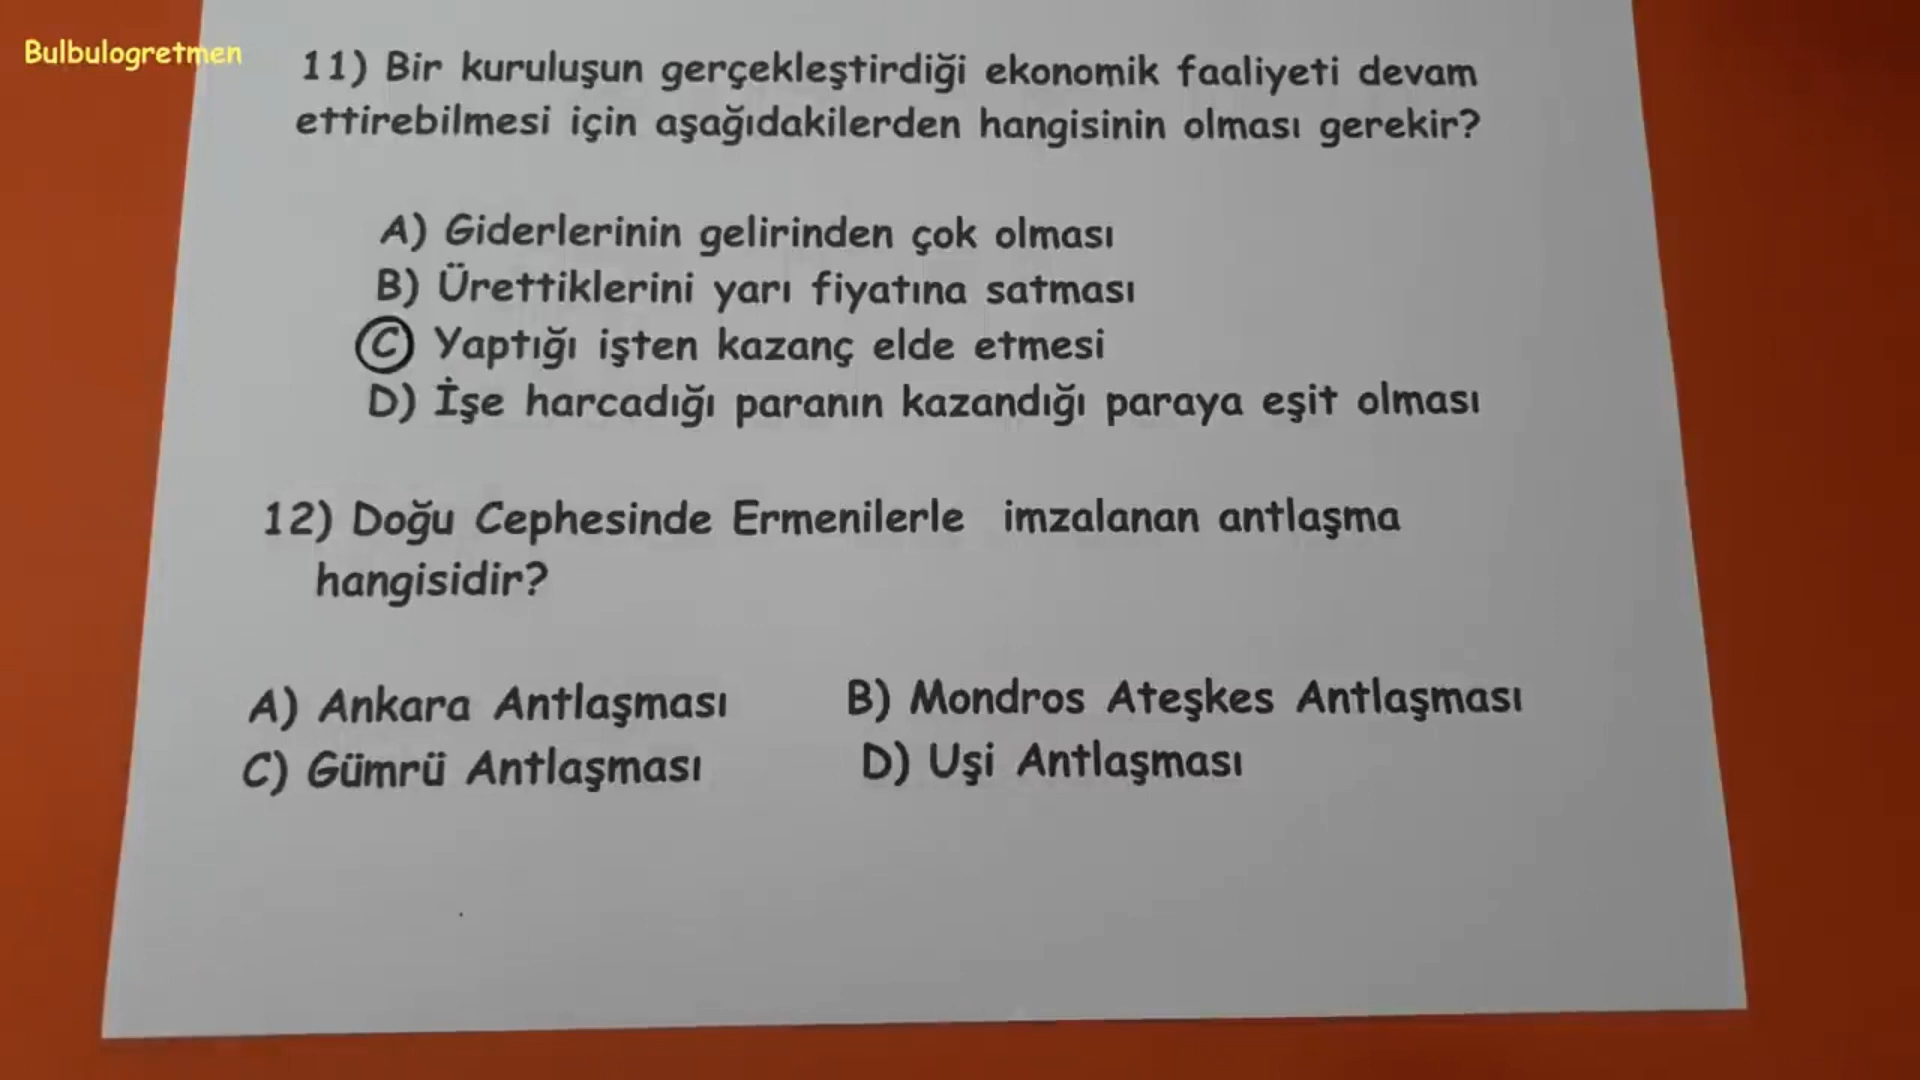 Bulbulogretmen
11) Bir kuruluşun gerçekleştirdiği ekonomik faaliyeti devam
ettirebilmesi için aşağıdakilerden hangisinin olması gerekir?
A) Giderlerinin gelirinden çok olması
B) Ürettiklerini yarı fiyatına satması
C) Yaptığı işten kazanç elde etmesi
D) İşe harcadığı paranın kazandığı paraya eşit olması
12) Doğu Cephesinde Ermenilerle imzalanan antlaşma
hangisidir?
A) Ankara Antlaşması B) Mondros Ateşkes Antlaşması
C) Gümrü Antlaşması D) Uşi Antlaşması